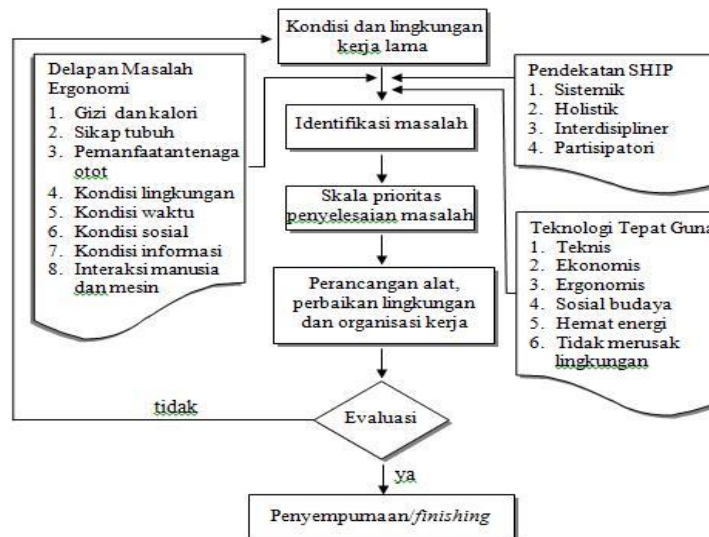 Kondisi dan lingkungan
kerja lama
Delapan Masalah
Ergonomi
1. Gizi dan kalori
2. Sikap tubuh
3. Pemanfaatantenaga
otot
4. Kondisi lingkungan
5. Kondisi waktu
6. Kondisi sosial
7. Kondisi informasi
8. Interaksi manusia
dan mesin
Pendekatan SHIP
1. Sistemik
2. Holistik
3. Interdisipliner
4. Partisipatori
Identifikasi masalah
Skala prioritas
penyelesaian masalah
Teknologi Tepat Guna
1. Teknis
2. Ekonomis
3. Ergonomis
4. Sosial budaya
5. Hemat energi
6. Tidak merusak
lingkungan
Perancangan alat,
perbaikan lingkungan
dan organisasi kerja
tidak
Evaluasi
ya
Penyempurnaan/finishing